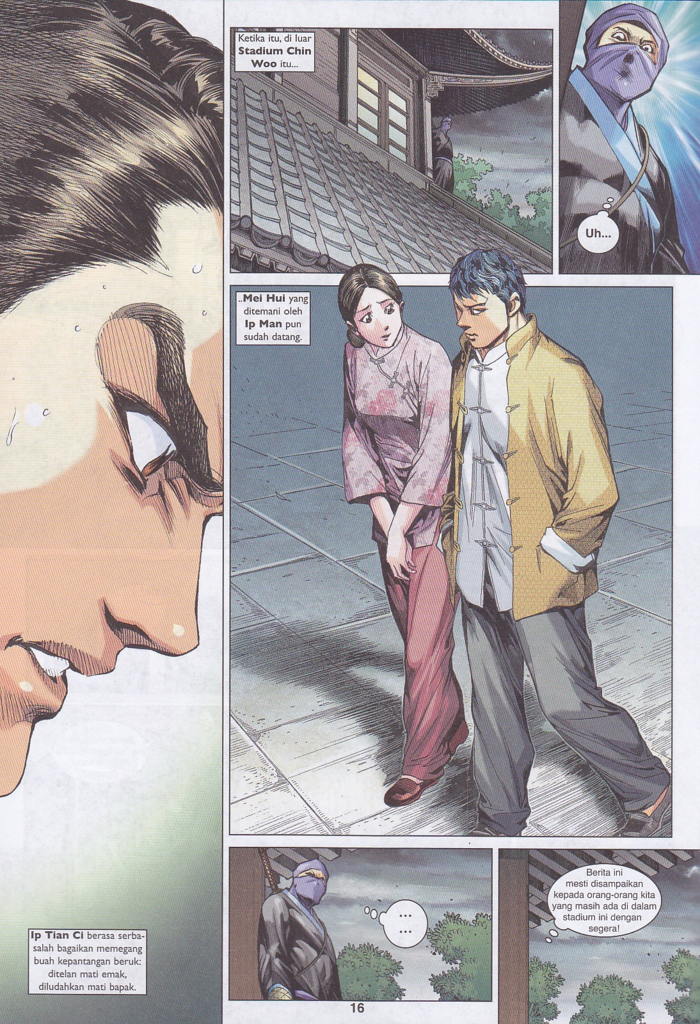 Ip Tian Ci berasa serba-
salah bagaikan memegang
buah kepantangan beruk:
ditelan mati emak,
diludahkan mati bapak.
Ketika itu, di luar
Stadium Chin
Woo itu...
Uh...
..Mei Hui yang
ditemani oleh
Ip Man pun
sudah datang.
...
...
Berita ini
mesti disampaikan
kepada orang-orang kita
yang masih ada di dalam
stadium ini dengan
segera!
16